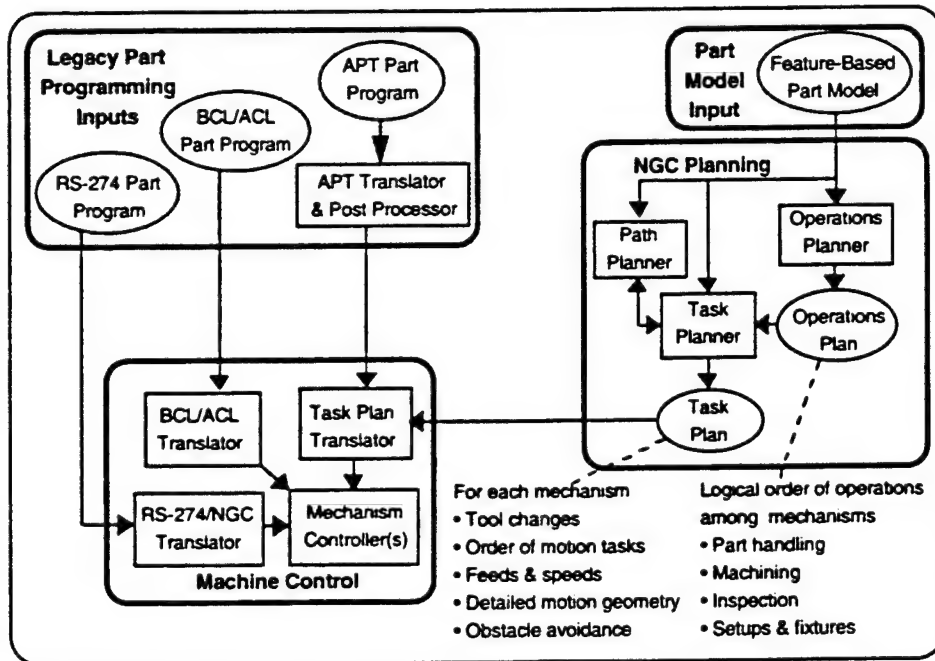 Legacy Part
Programming
Inputs
APT Part
Program
BCL/ACL
Part Program
RS-274 Part
Program
APT Translator
& Post Processor
Part
Model
Input
Feature-Based
Part Model
NGC Planning
Path
Planner
Operations
Planner
Task
Planner
Operations
Plan
Task
Plan
BCL/ACL
Translator
Task Plan
Translator
RS-274/NGC
Translator
Mechanism
Controller(s)
Machine Control
For each mechanism
• Tool changes
• Order of motion tasks
• Feeds & speeds
• Detailed motion geometry
• Obstacle avoidance
Logical order of operations
among mechanisms
• Part handling
• Machining
• Inspection
• Setups & fixtures